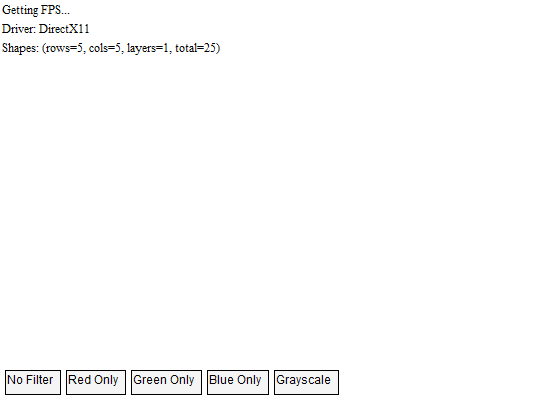 Getting FPS...
Driver: DirectX11
Shapes: (rows=5, cols=5, layers=1, total=25)
No Filter Red Only Green Only Blue Only Grayscale